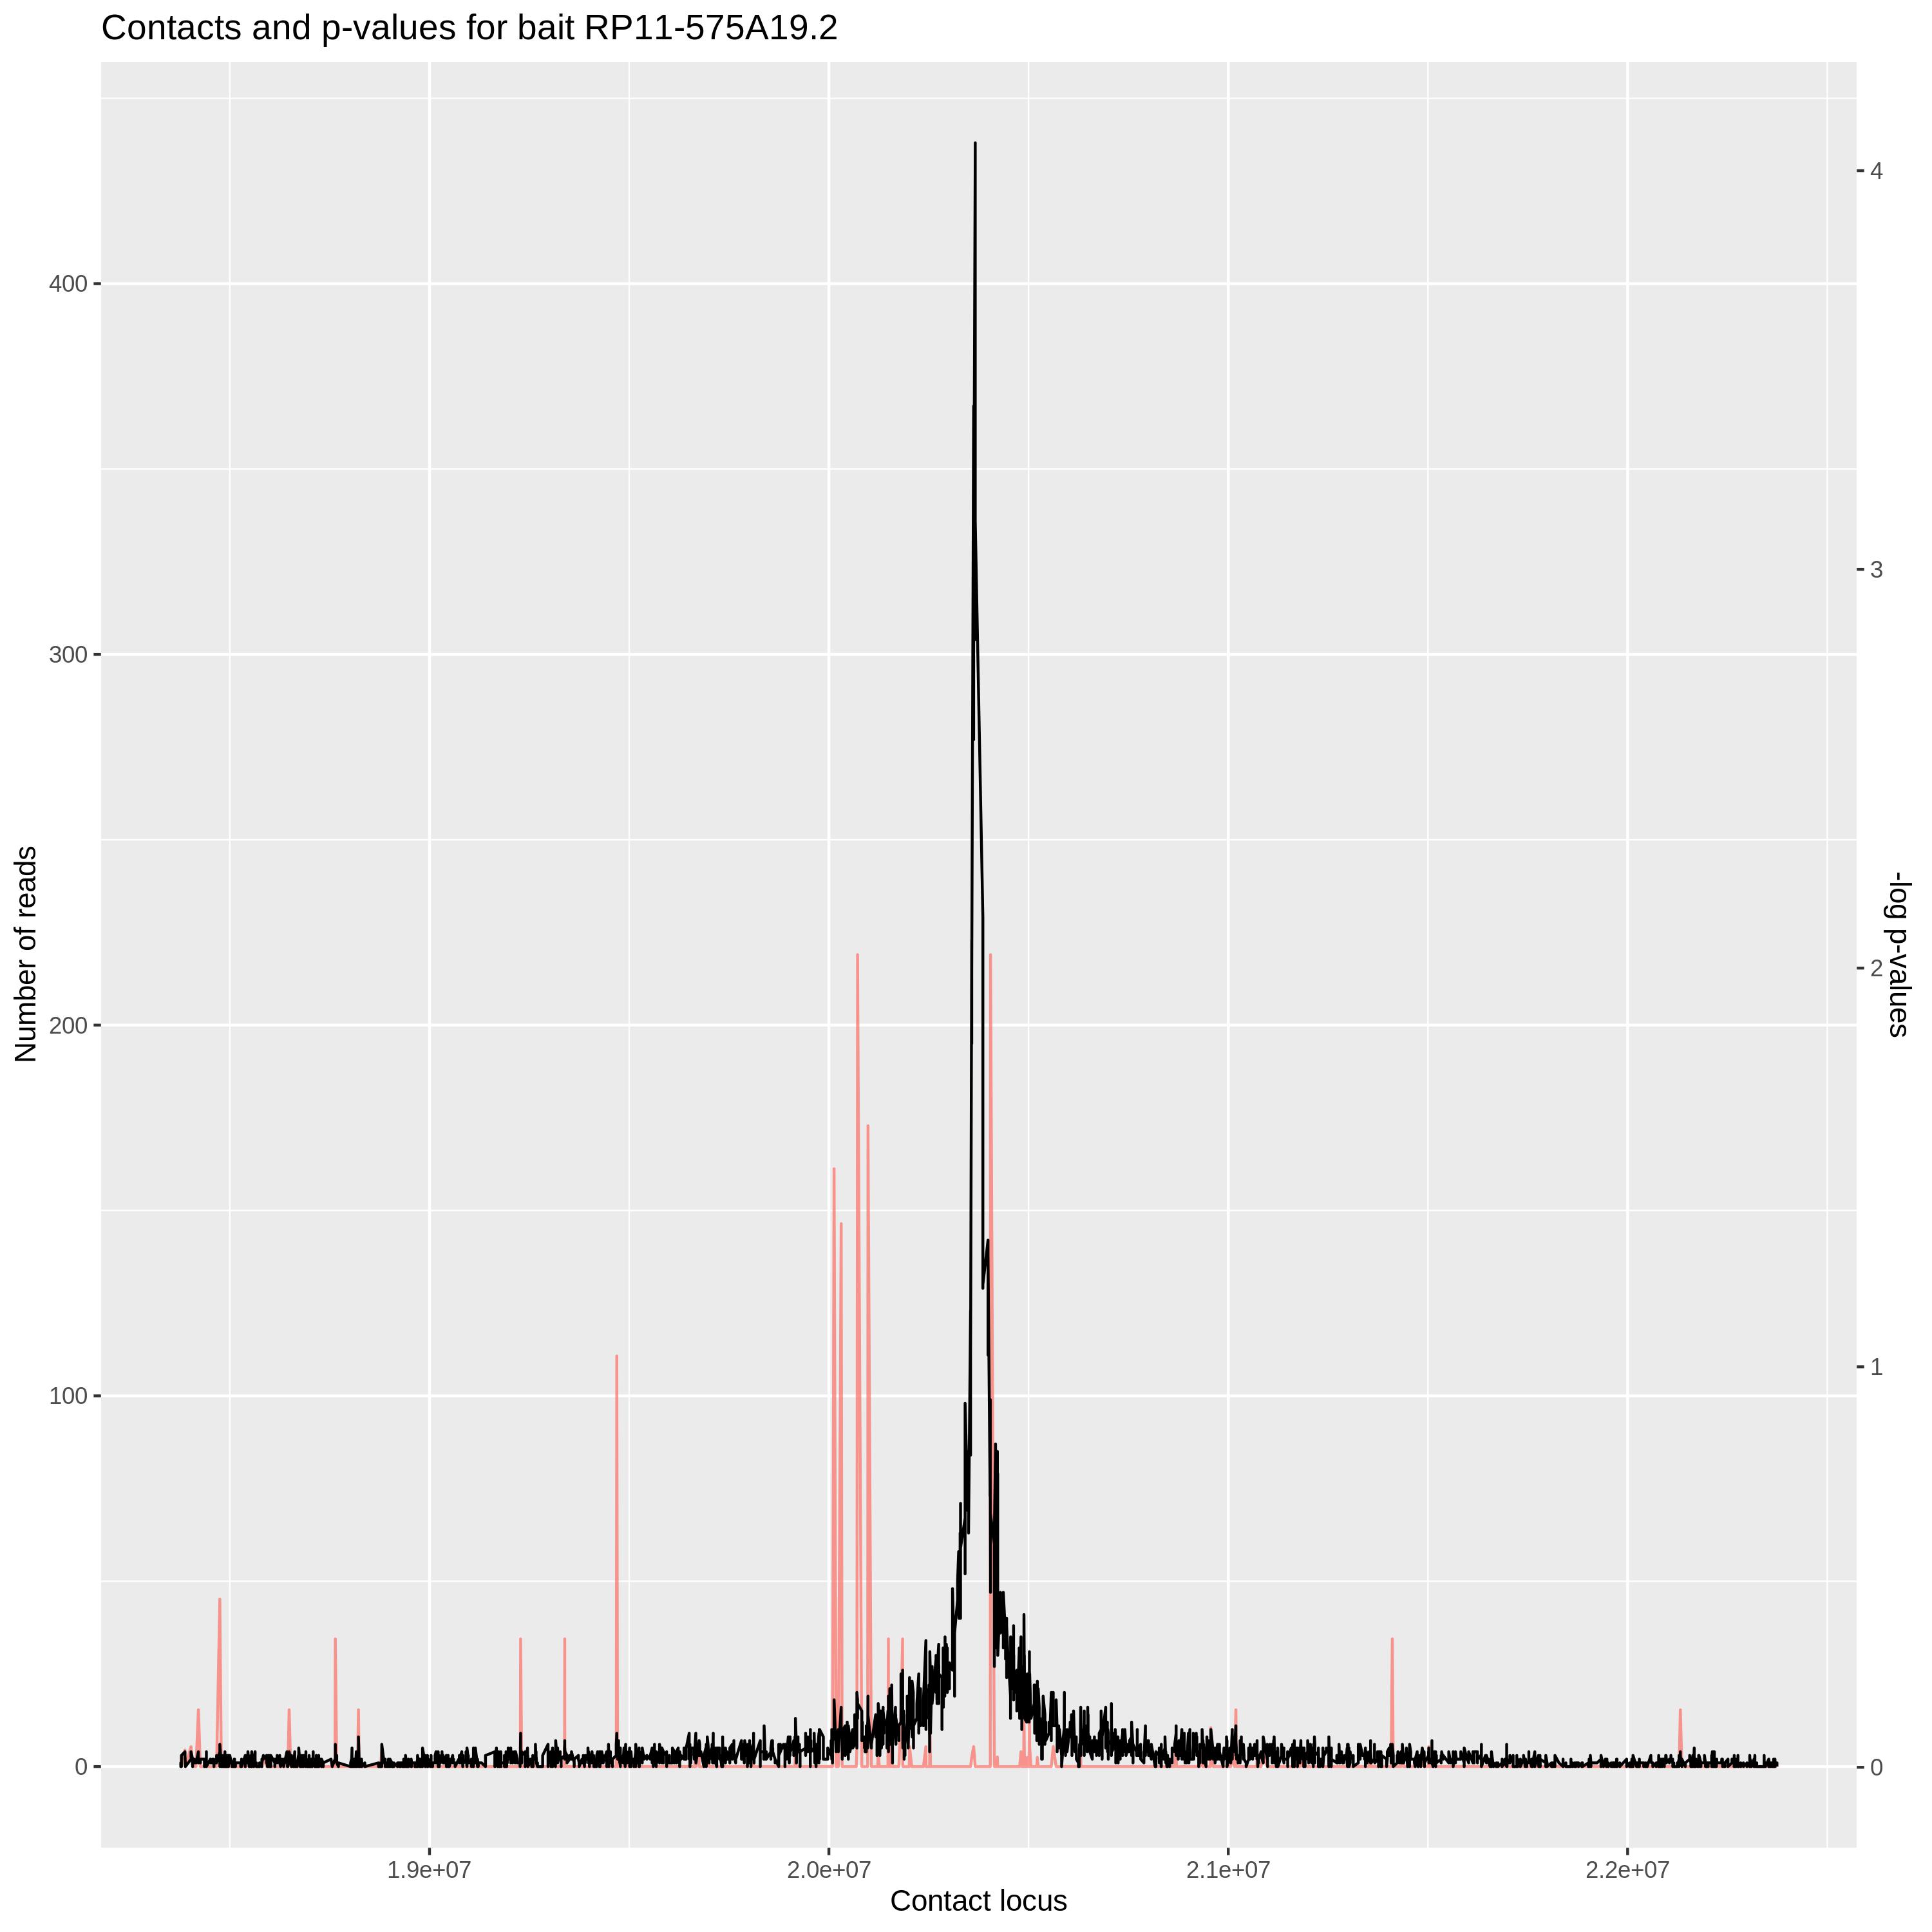 Contacts and p-values for bait RP11-575A19.2
400
300
200
100
0
Number of reads
4
3
2
1
0
-log p-values
1.9e+07
2.0e+07
2.1e+07
2.2e+07
Contact locus